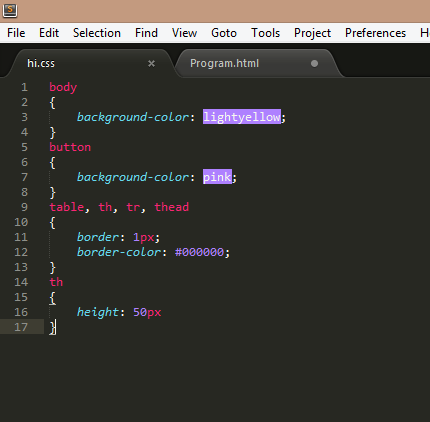 File Edit Selection Find View Goto Tools Project Preferences He
hi.css × Program.html
1 body
2 {
3 background-color: lightyellow;
4 }
5 button
6 {
7 background-color: pink;
8 }
9 table, th, tr, thead
10 {
11 border: 1px;
12 border-color: #000000;
13 }
14 th
15 {
16 height: 50px
17 }